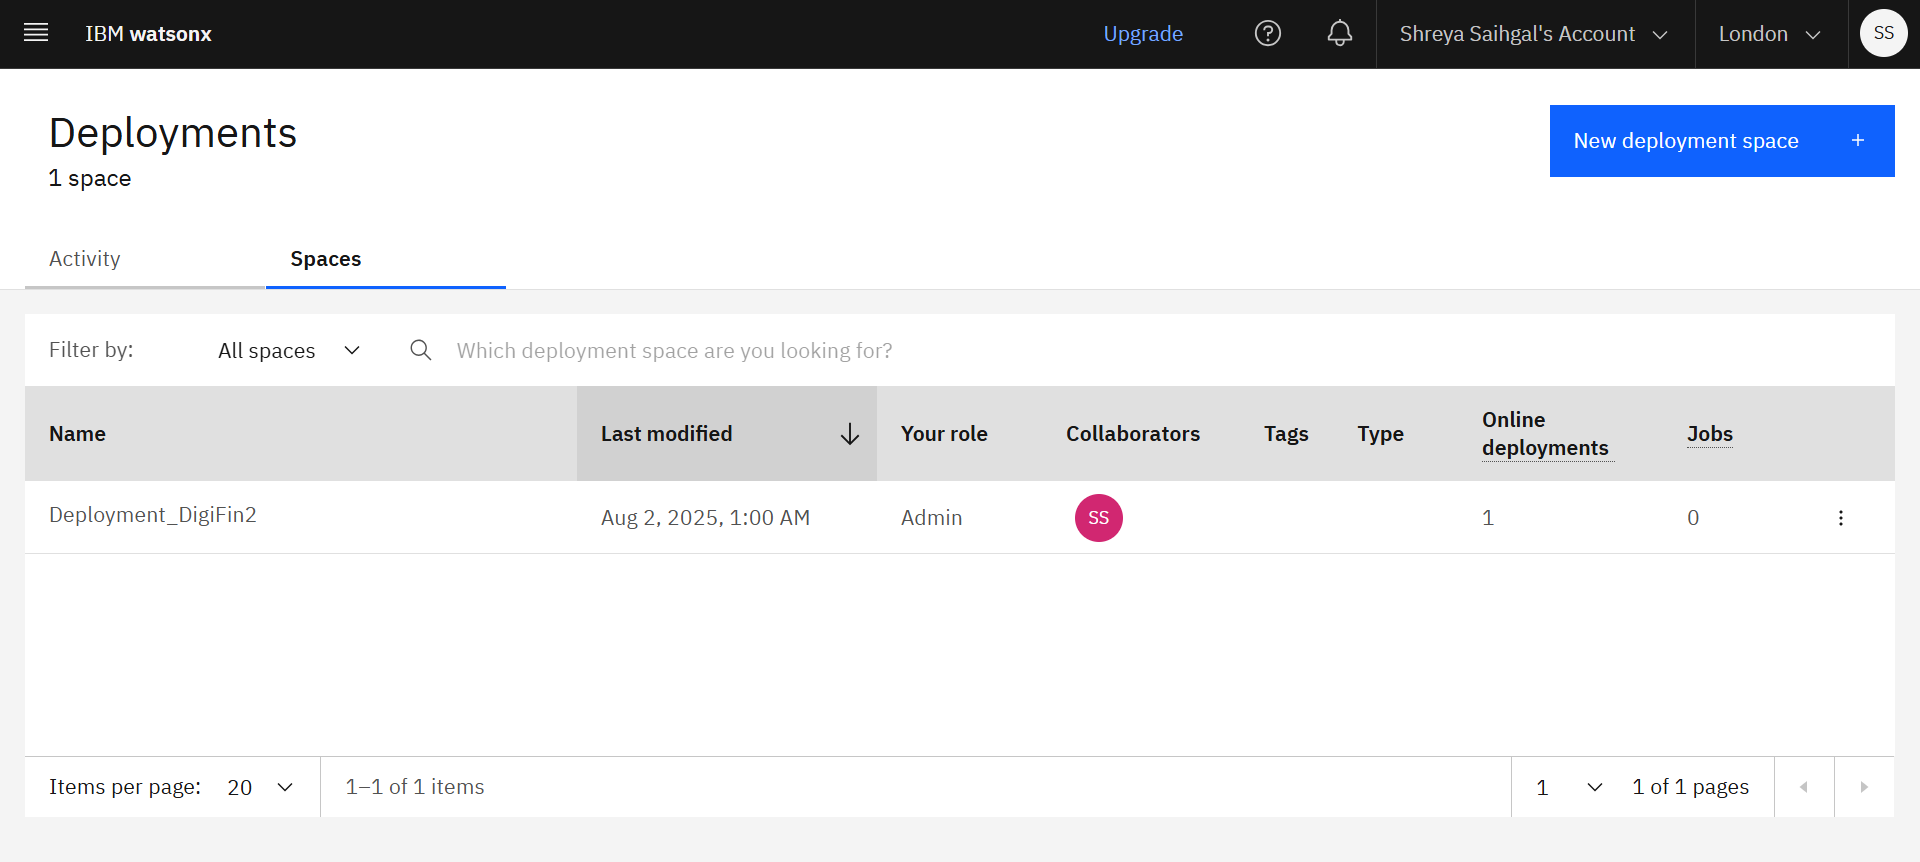 IBM watsonx
Upgrade
Shreya Saihgal's Account
London
SS
Deployments
1 space
New deployment space
Activity
Spaces
Filter by:
All spaces
Which deployment space are you looking for?
Name
Last modified
Your role
Collaborators
Tags
Type
Online
deployments
Jobs
Deployment_DigiFin2
Aug 2, 2025, 1:00 AM
Admin
SS
1
0
Items per page:
20
1–1 of 1 items
1
1 of 1 pages